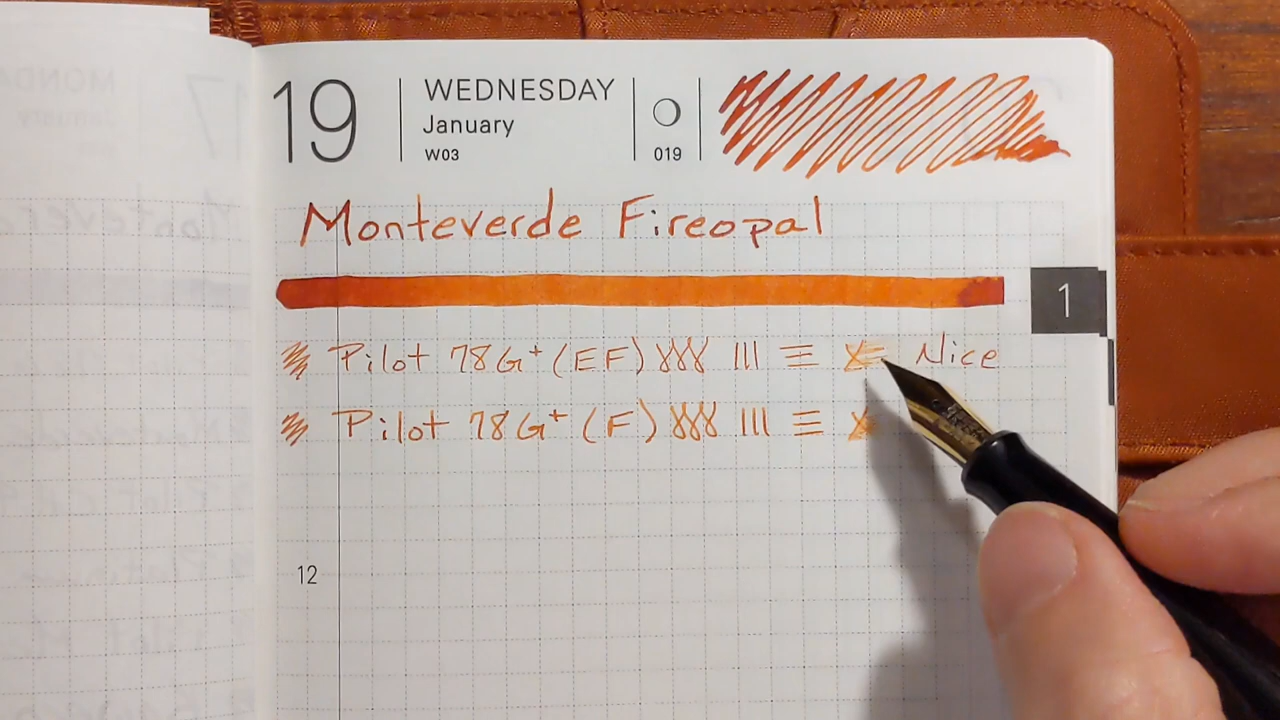 19 WEDNESDAY
January
W03 019
Monteverde Fireopal
1
Pilot 78G+ (EF) Nice
Pilot 78G+ (F)
12